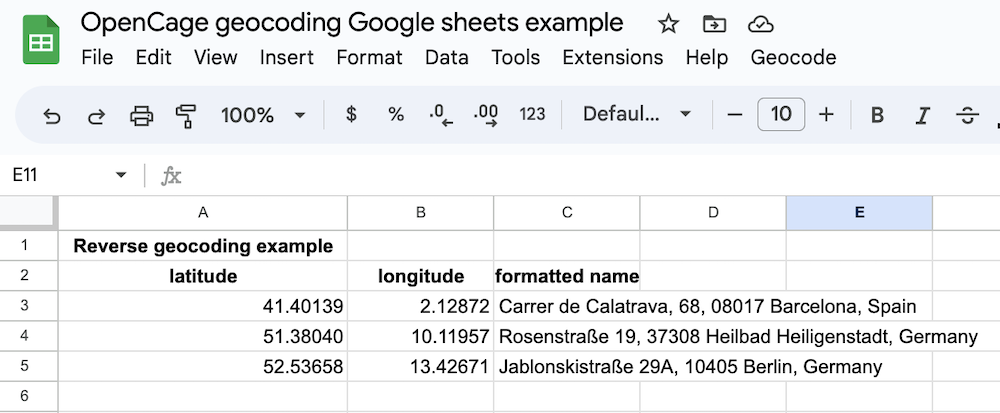 OpenCage geocoding Google sheets example
File Edit View Insert Format Data Tools Extensions Help Geocode
100% $ % .0 .00 123 Defaul... − 10 + B I S
E11 fx
A B C D E
1 Reverse geocoding example
2 latitude longitude formatted name
3 41.40139 2.12872 Carrer de Calatrava, 68, 08017 Barcelona, Spain
4 51.38040 10.11957 Rosenstraße 19, 37308 Heilbad Heiligenstadt, Germany
5 52.53658 13.42671 Jablonskistraße 29A, 10405 Berlin, Germany
6